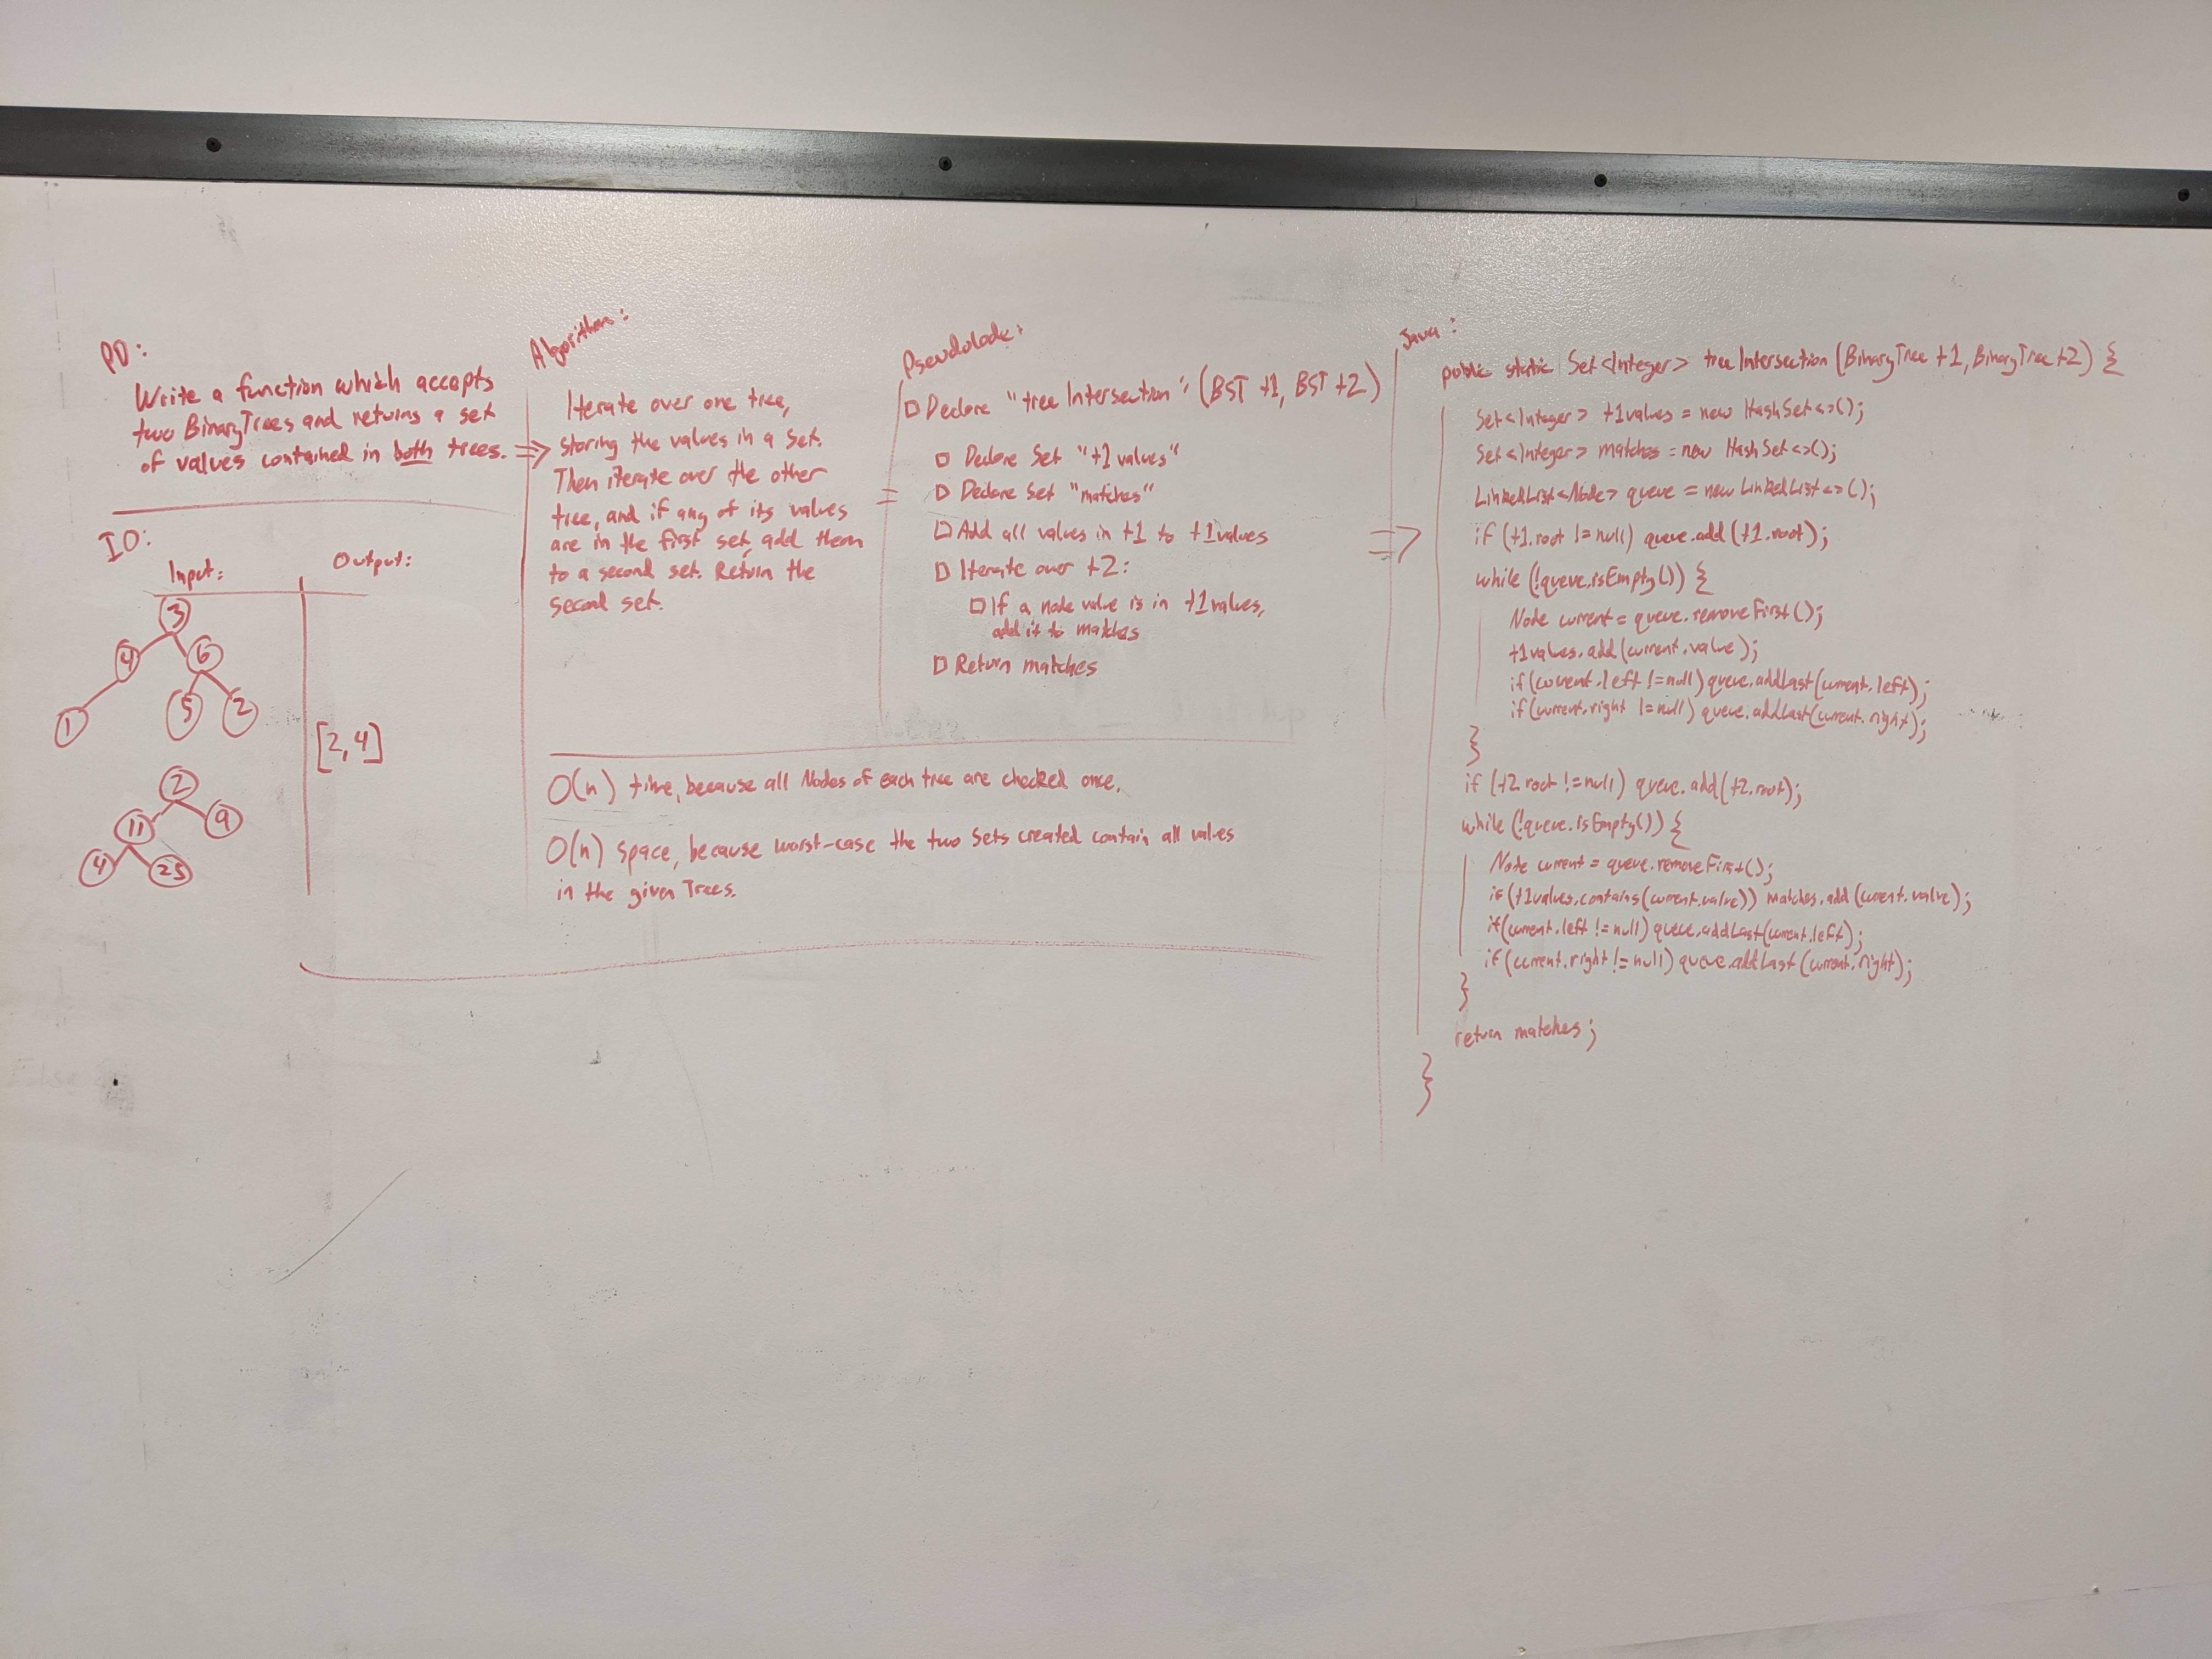 PD:
Write a function which accepts
two BinaryTrees and returns a set
of values contained in both trees.
IO:
Input:
Output:
3
4
6
1
5
2
[2,4]
2
11
9
4
25
Algorithm:
Iterate over one tree,
storing the values in a Set.
Then iterate over the other
tree, and if any of its values
are in the first set, add them
to a second set. Return the
second set.
PseudoCode:
Declare "treeIntersection": (BST t1, BST t2)
Declare Set "t1values"
Declare Set "matches"
Add all values in t1 to t1values
Iterate over t2:
If a node value is in t1values,
add it to matches
Return matches
O(n) time, because all Nodes of each tree are checked once.
O(n) space, because worst-case the two Sets created contain all values
in the given Trees.
Java:
public static Set<Integer> treeIntersection(BinaryTree t1, BinaryTree t2) {
Set<Integer> t1values = new HashSet<>();
Set<Integer> matches = new HashSet<>();
LinkedList<Node> queue = new LinkedList<>();
if (t1.root != null) queue.add(t1.root);
while (!queue.isEmpty()) {
Node current = queue.removeFirst();
t1values.add(current.value);
if(current.left != null) queue.addLast(current.left);
if(current.right != null) queue.addLast(current.right);
}
if (t2.root != null) queue.add(t2.root);
while (!queue.isEmpty()) {
Node current = queue.removeFirst();
if (t1values.contains(current.value)) matches.add(current.value);
if(current.left != null) queue.addLast(current.left);
if (current.right != null) queue.addLast(current.right);
}
return matches;
}